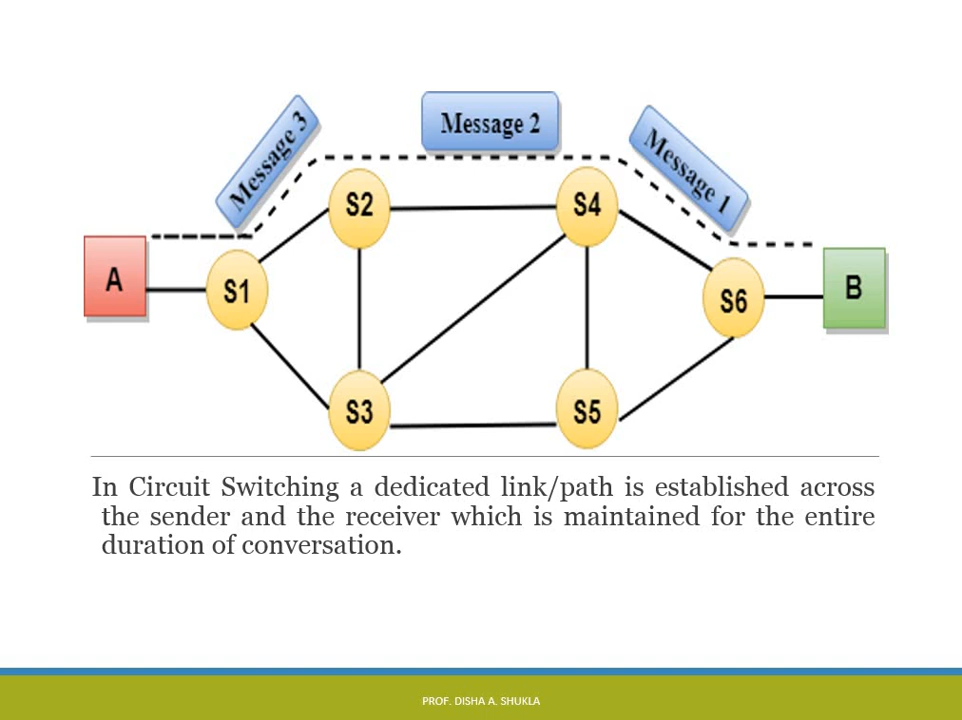 Message 3
Message 2
Message 1
A
S1
S2
S4
S6
B
S3
S5
In Circuit Switching a dedicated link/path is established across
the sender and the receiver which is maintained for the entire
duration of conversation.
PROF. DISHA A. SHUKLA